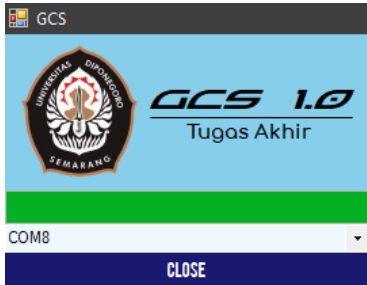 GCS
UNIVERSITAS DIPONEGORO
SEMARANG
GCS 1.0
Tugas Akhir
COM8
CLOSE